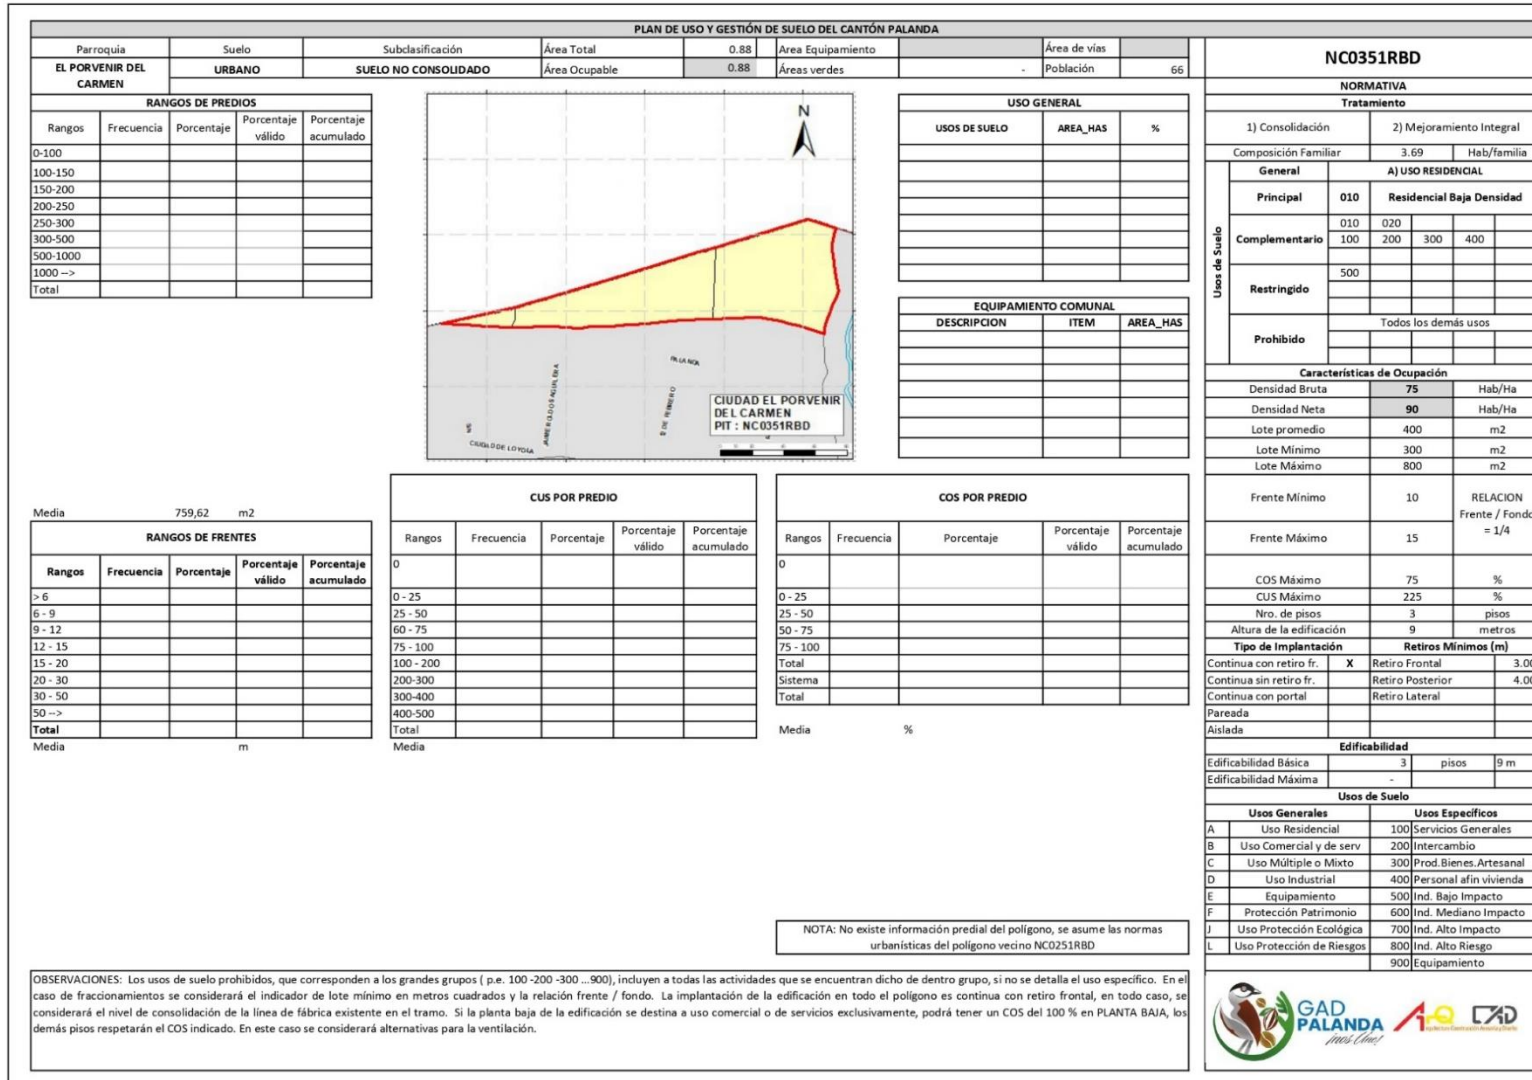 PLAN DE USO Y GESTIÓN DE SUELO DEL CANTÓN PALANDA
Parroquia Suelo Subclasificación Área Total 0.88 Area Equipamiento Área de vías
EL PORVENIR DEL CARMEN URBANO SUELO NO CONSOLIDADO Área Ocupable 0.88 Áreas verdes - Población 66
NC0351RBD
RANGOS DE PREDIOS
Rangos Frecuencia Porcentaje Porcentaje válido Porcentaje acumulado
0-100
100-150
150-200
200-250
250-300
300-500
500-1000
1000 -->
Total
N
PALANDA
CIUDAD DE LOYOLA
CIUDAD EL PORVENIR
DEL CARMEN
PIT : NC0351RBD
USO GENERAL
USOS DE SUELO AREA_HAS %
EQUIPAMIENTO COMUNAL
DESCRIPCION ITEM AREA_HAS
Media 759,62 m2
RANGOS DE FRENTES
Rangos Frecuencia Porcentaje Porcentaje válido Porcentaje acumulado
> 6
6 - 9
9 - 12
12 - 15
15 - 20
20 - 30
30 - 50
50 -->
Total
Media m
CUS POR PREDIO
Rangos Frecuencia Porcentaje Porcentaje válido Porcentaje acumulado
0
0 - 25
25 - 50
60 - 75
75 - 100
100 - 200
200-300
300-400
400-500
Total
Media
COS POR PREDIO
Rangos Frecuencia Porcentaje Porcentaje válido Porcentaje acumulado
0
0 - 25
25 - 50
50 - 75
75 - 100
Total
Sistema
Total
Media %
NORMATIVA
Tratamiento
1) Consolidación 2) Mejoramiento Integral
Composición Familiar 3.69 Hab/familia
Usos de Suelo
General A) USO RESIDENCIAL
Principal 010 Residencial Baja Densidad
Complementario 010 020
100 200 300 400
Restringido 500
Prohibido Todos los demás usos
Características de Ocupación
Densidad Bruta 75 Hab/Ha
Densidad Neta 90 Hab/Ha
Lote promedio 400 m2
Lote Mínimo 300 m2
Lote Máximo 800 m2
Frente Mínimo 10 RELACION
Frente / Fondo
= 1/4
Frente Máximo 15
COS Máximo 75 %
CUS Máximo 225 %
Nro. de pisos 3 pisos
Altura de la edificación 9 metros
Tipo de Implantación Retiros Mínimos (m)
Continua con retiro fr. X Retiro Frontal 3.00
Continua sin retiro fr. Retiro Posterior 4.00
Continua con portal Retiro Lateral
Pareada
Aislada
Edificabilidad
Edificabilidad Básica 3 pisos 9 m
Edificabilidad Máxima -
Usos de Suelo
Usos Generales Usos Específicos
A Uso Residencial 100 Servicios Generales
B Uso Comercial y de serv 200 Intercambio
C Uso Múltiple o Mixto 300 Prod.Bienes.Artesanal
D Uso Industrial 400 Personal afin vivienda
E Equipamiento 500 Ind. Bajo Impacto
F Protección Patrimonio 600 Ind. Mediano Impacto
J Uso Protección Ecológica 700 Ind. Alto Impacto
L Uso Protección de Riesgos 800 Ind. Alto Riesgo
900 Equipamiento
NOTA: No existe información predial del polígono, se asume las normas
urbanísticas del polígono vecino NC0251RBD
OBSERVACIONES: Los usos de suelo prohibidos, que corresponden a los grandes grupos ( p.e. 100 -200 -300 ...900), incluyen a todas las actividades que se encuentran dicho de dentro grupo, si no se detalla el uso específico. En el
caso de fraccionamientos se considerará el indicador de lote mínimo en metros cuadrados y la relación frente / fondo. La implantación de la edificación en todo el polígono es continua con retiro frontal, en todo caso, se
considerará el nivel de consolidación de la línea de fábrica existente en el tramo. Si la planta baja de la edificación se destina a uso comercial o de servicios exclusivamente, podrá tener un COS del 100 % en PLANTA BAJA, los
demás pisos respetarán el COS indicado. En este caso se considerará alternativas para la ventilación.
GAD
PALANDA
¡nos Une!